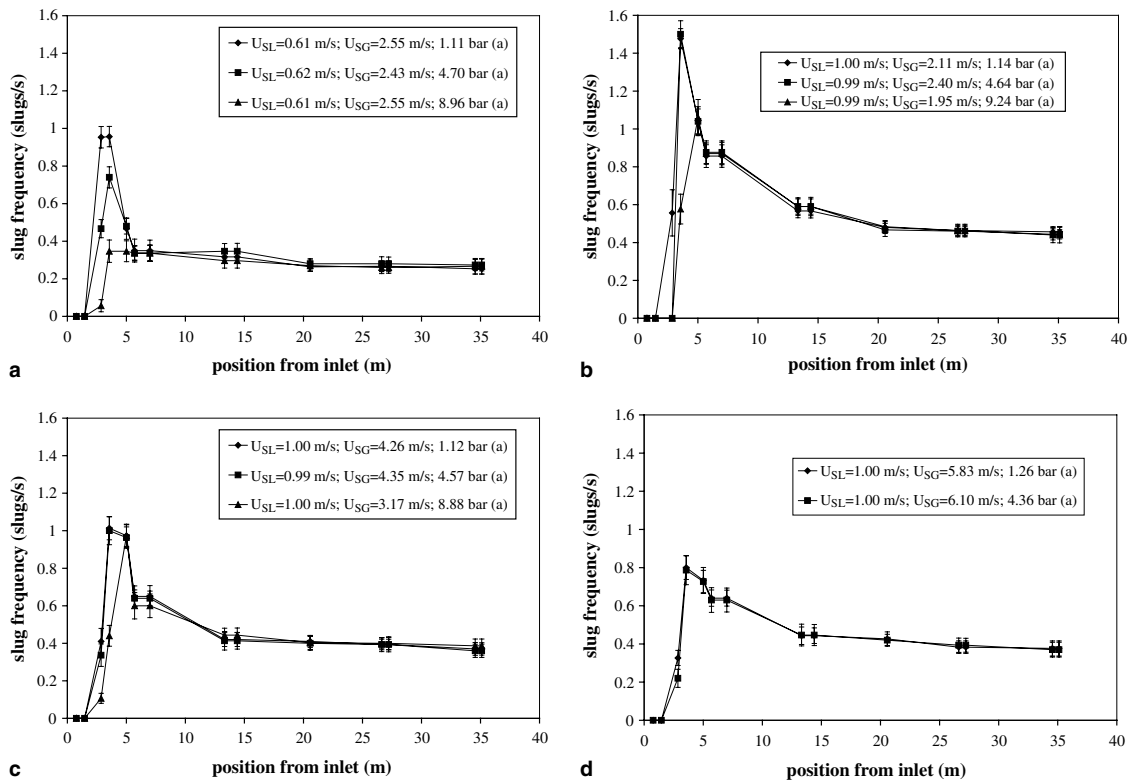 1.6
1.4
1.2
1
0.8
0.6
0.4
0.2
0
slug frequency (slugs/s)
U_SL=0.61 m/s; U_SG=2.55 m/s; 1.11 bar (a)
U_SL=0.62 m/s; U_SG=2.43 m/s; 4.70 bar (a)
U_SL=0.61 m/s; U_SG=2.55 m/s; 8.96 bar (a)
0 5 10 15 20 25 30 35 40
position from inlet (m)
a
1.6
1.4
1.2
1
0.8
0.6
0.4
0.2
0
slug frequency (slugs/s)
U_SL=1.00 m/s; U_SG=2.11 m/s; 1.14 bar (a)
U_SL=0.99 m/s; U_SG=2.40 m/s; 4.64 bar (a)
U_SL=0.99 m/s; U_SG=1.95 m/s; 9.24 bar (a)
0 5 10 15 20 25 30 35 40
position from inlet (m)
b
1.6
1.4
1.2
1
0.8
0.6
0.4
0.2
0
slug frequency (slugs/s)
U_SL=1.00 m/s; U_SG=4.26 m/s; 1.12 bar (a)
U_SL=0.99 m/s; U_SG=4.35 m/s; 4.57 bar (a)
U_SL=1.00 m/s; U_SG=3.17 m/s; 8.88 bar (a)
0 5 10 15 20 25 30 35 40
position from inlet (m)
c
1.6
1.4
1.2
1
0.8
0.6
0.4
0.2
0
slug frequency (slugs/s)
U_SL=1.00 m/s; U_SG=5.83 m/s; 1.26 bar (a)
U_SL=1.00 m/s; U_SG=6.10 m/s; 4.36 bar (a)
0 5 10 15 20 25 30 35 40
position from inlet (m)
d